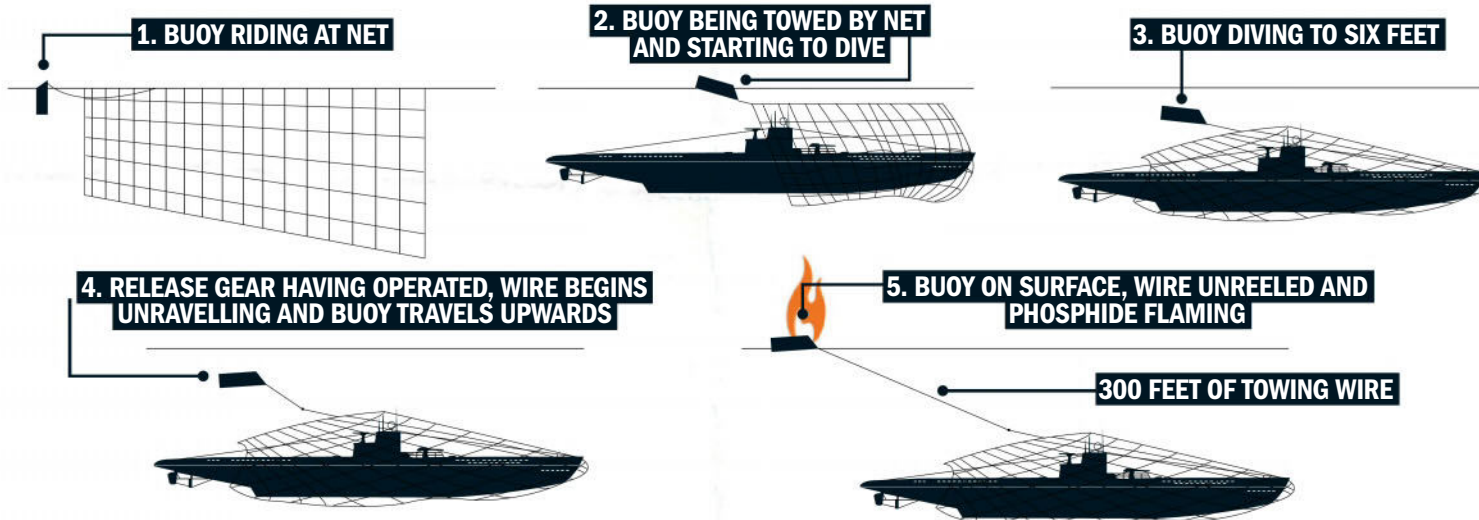 1. BUOY RIDING AT NET
2. BUOY BEING TOWED BY NET
AND STARTING TO DIVE
3. BUOY DIVING TO SIX FEET
4. RELEASE GEAR HAVING OPERATED, WIRE BEGINS
UNRAVELLING AND BUOY TRAVELS UPWARDS
5. BUOY ON SURFACE, WIRE UNREELED AND
PHOSPHIDE FLAMING
300 FEET OF TOWING WIRE